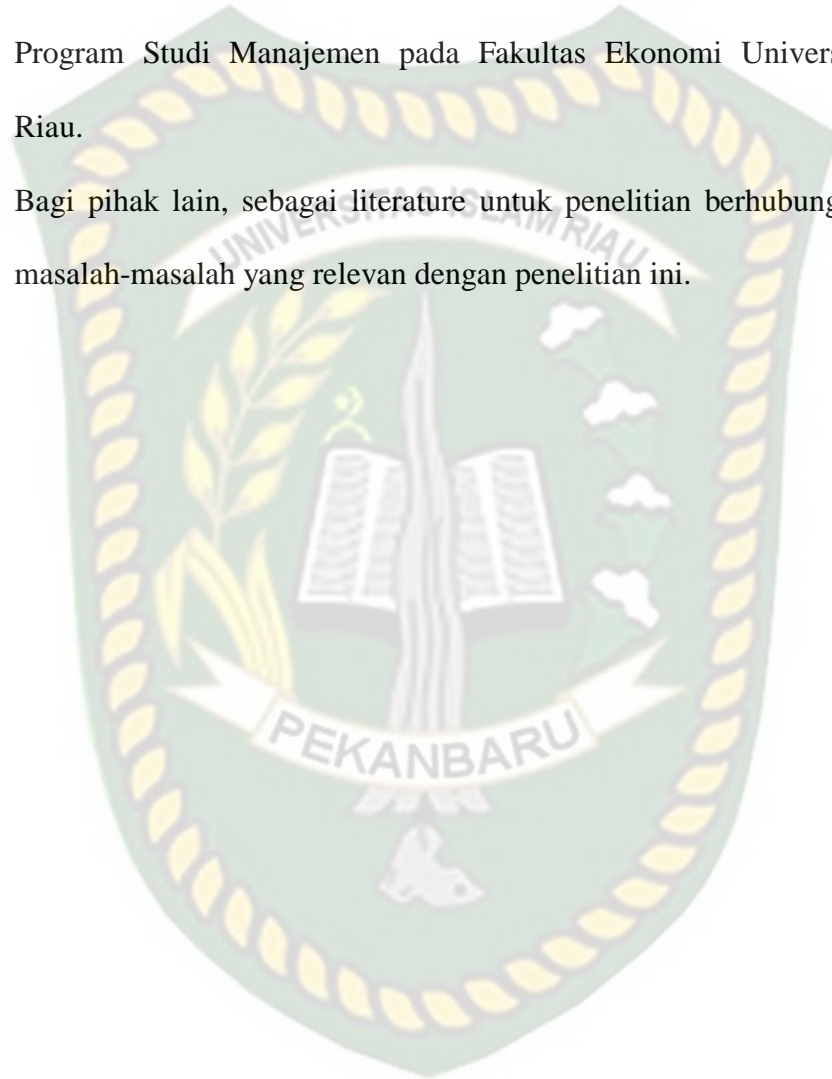 Program Studi Manajemen pada Fakultas Ekonomi
Riau.
Bagi pihak lain, sebagai literature untuk penelitian
masalah-masalah yang relevan dengan penelitian ini.
UNIVERSITAS ISLAM RIAU
PEKANBARU